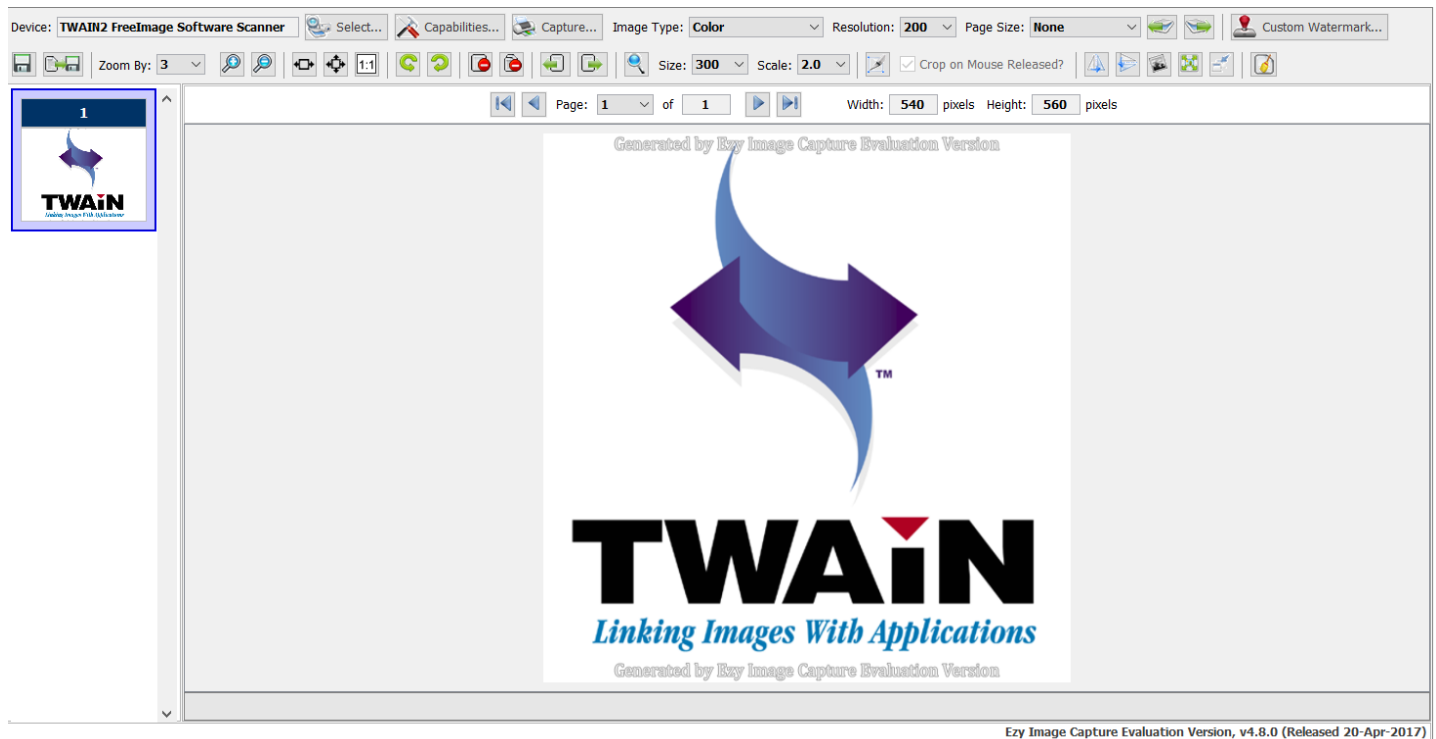 Device: TWAIN2 FreeImage Software Scanner Select... Capabilities... Capture... Image Type: Color Resolution: 200 Page Size: None Custom Watermark...
Zoom By: 3 1:1 Size: 300 Scale: 2.0 Crop on Mouse Released?
1
TWAiN
Linking Images With Applications
Page: 1 of 1 Width: 540 pixels Height: 560 pixels
Generated by Ezy Image Capture Evaluation Version
TM
TWAiN
Linking Images With Applications
Generated by Ezy Image Capture Evaluation Version
Ezy Image Capture Evaluation Version, v4.8.0 (Released 20-Apr-2017)